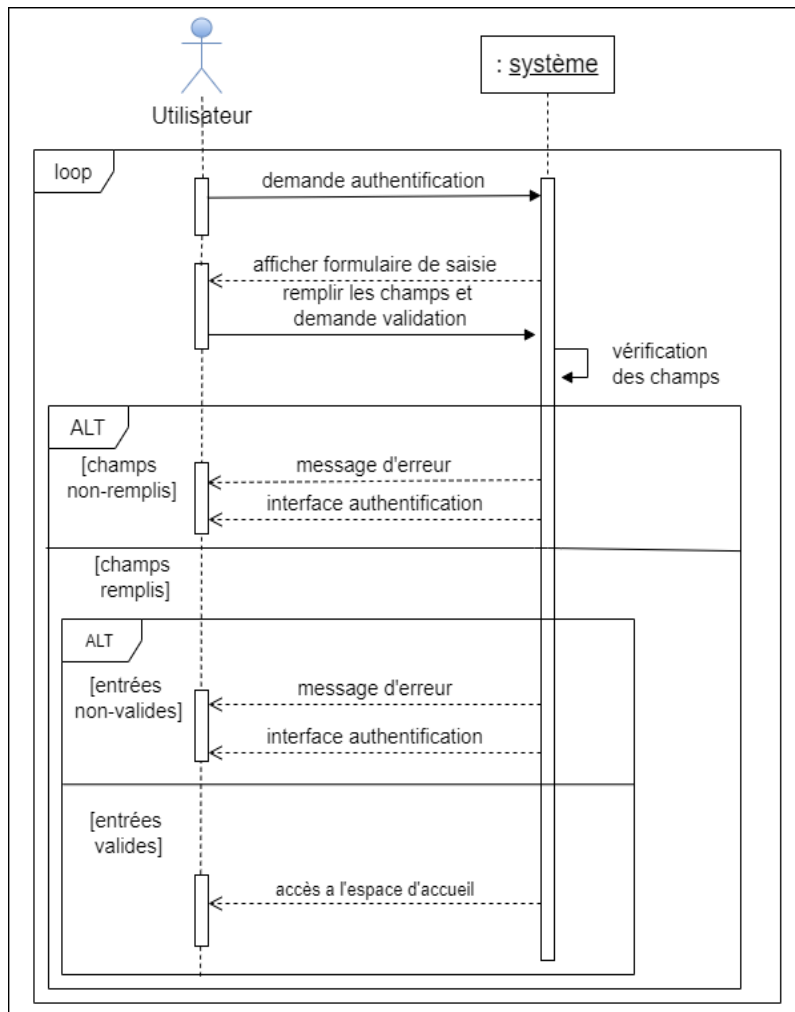 : système
Utilisateur
loop
demande authentification
afficher formulaire de saisie
remplir les champs et
demande validation
vérification
des champs
ALT
[champs
non-remplis]
message d'erreur
interface authentification
[champs
remplis]
ALT
[entrées
non-valides]
message d'erreur
interface authentification
[entrées
valides]
accès a l'espace d'accueil